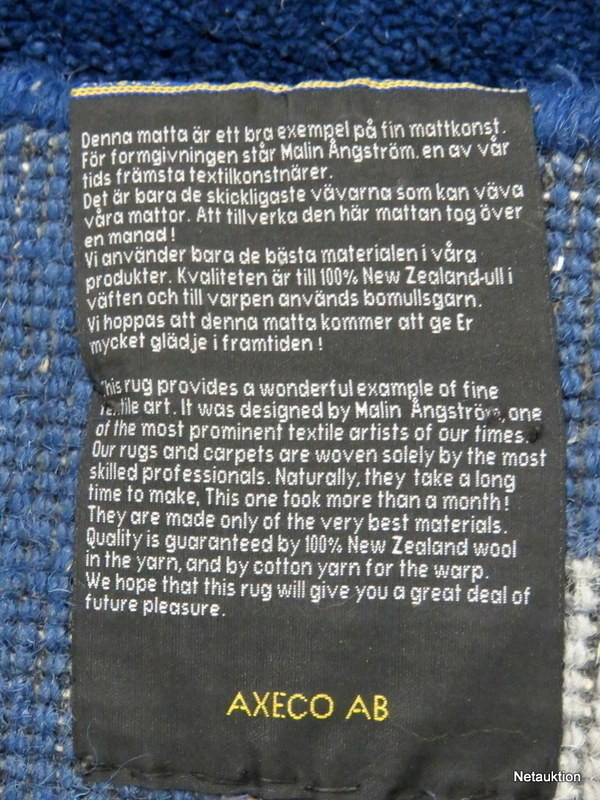 Denna matta är ett bra exempel på fin mattkonst.
För formgivningen står Malin Ångström, en av vår
tids främsta textilkonstnärer.
Det är bara de skickligaste vävarna som kan väva
våra mattor. Att tillverka den här mattan tog över
en manad!
Vi använder bara de bästa materialen i våra
produkter. Kvaliteten är till 100% New Zealand-ull i
väften och till varpen används bomullsgarn.
Vi hoppas att denna matta kommer att ge Er
mycket glädje i framtiden!
This rug provides a wonderful example of fine
Textile art. It was designed by Malin Ångström, one
of the most prominent textile artists of our times.
Our rugs and carpets are woven solely by the most
skilled professionals. Naturally, they take a long
time to make, This one took more than a month!
They are made only of the very best materials.
Quality is guaranteed by 100% New Zealand wool
in the yarn, and by cotton yarn for the warp.
We hope that this rug will give you a great deal of
future pleasure.
AXECO AB
Netauktion